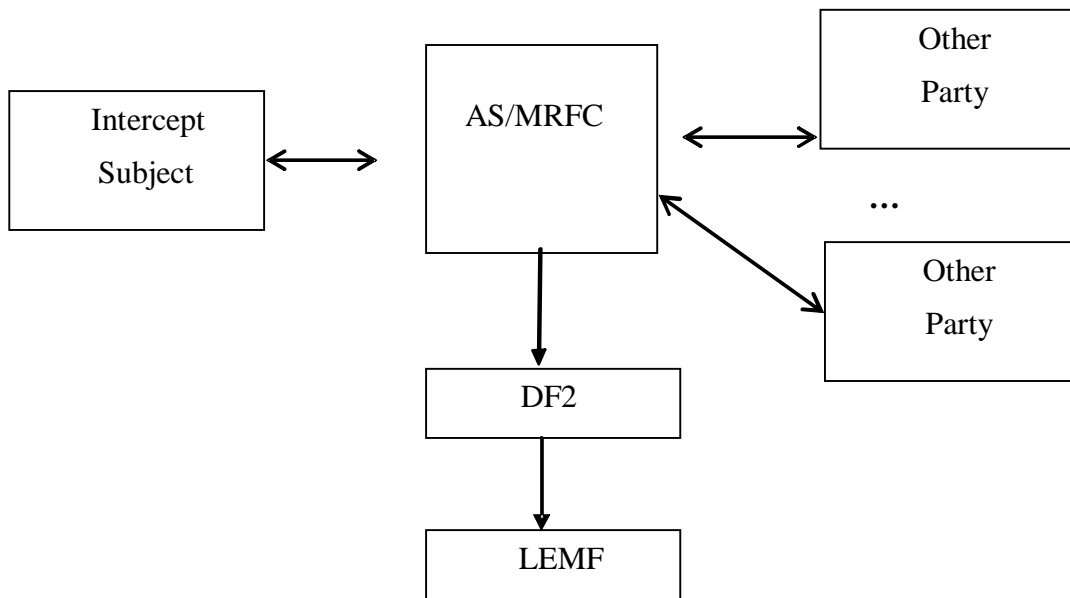 Other
Party
AS/MRFC
Intercept
Subject
...
Other
Party
DF2
LEMF